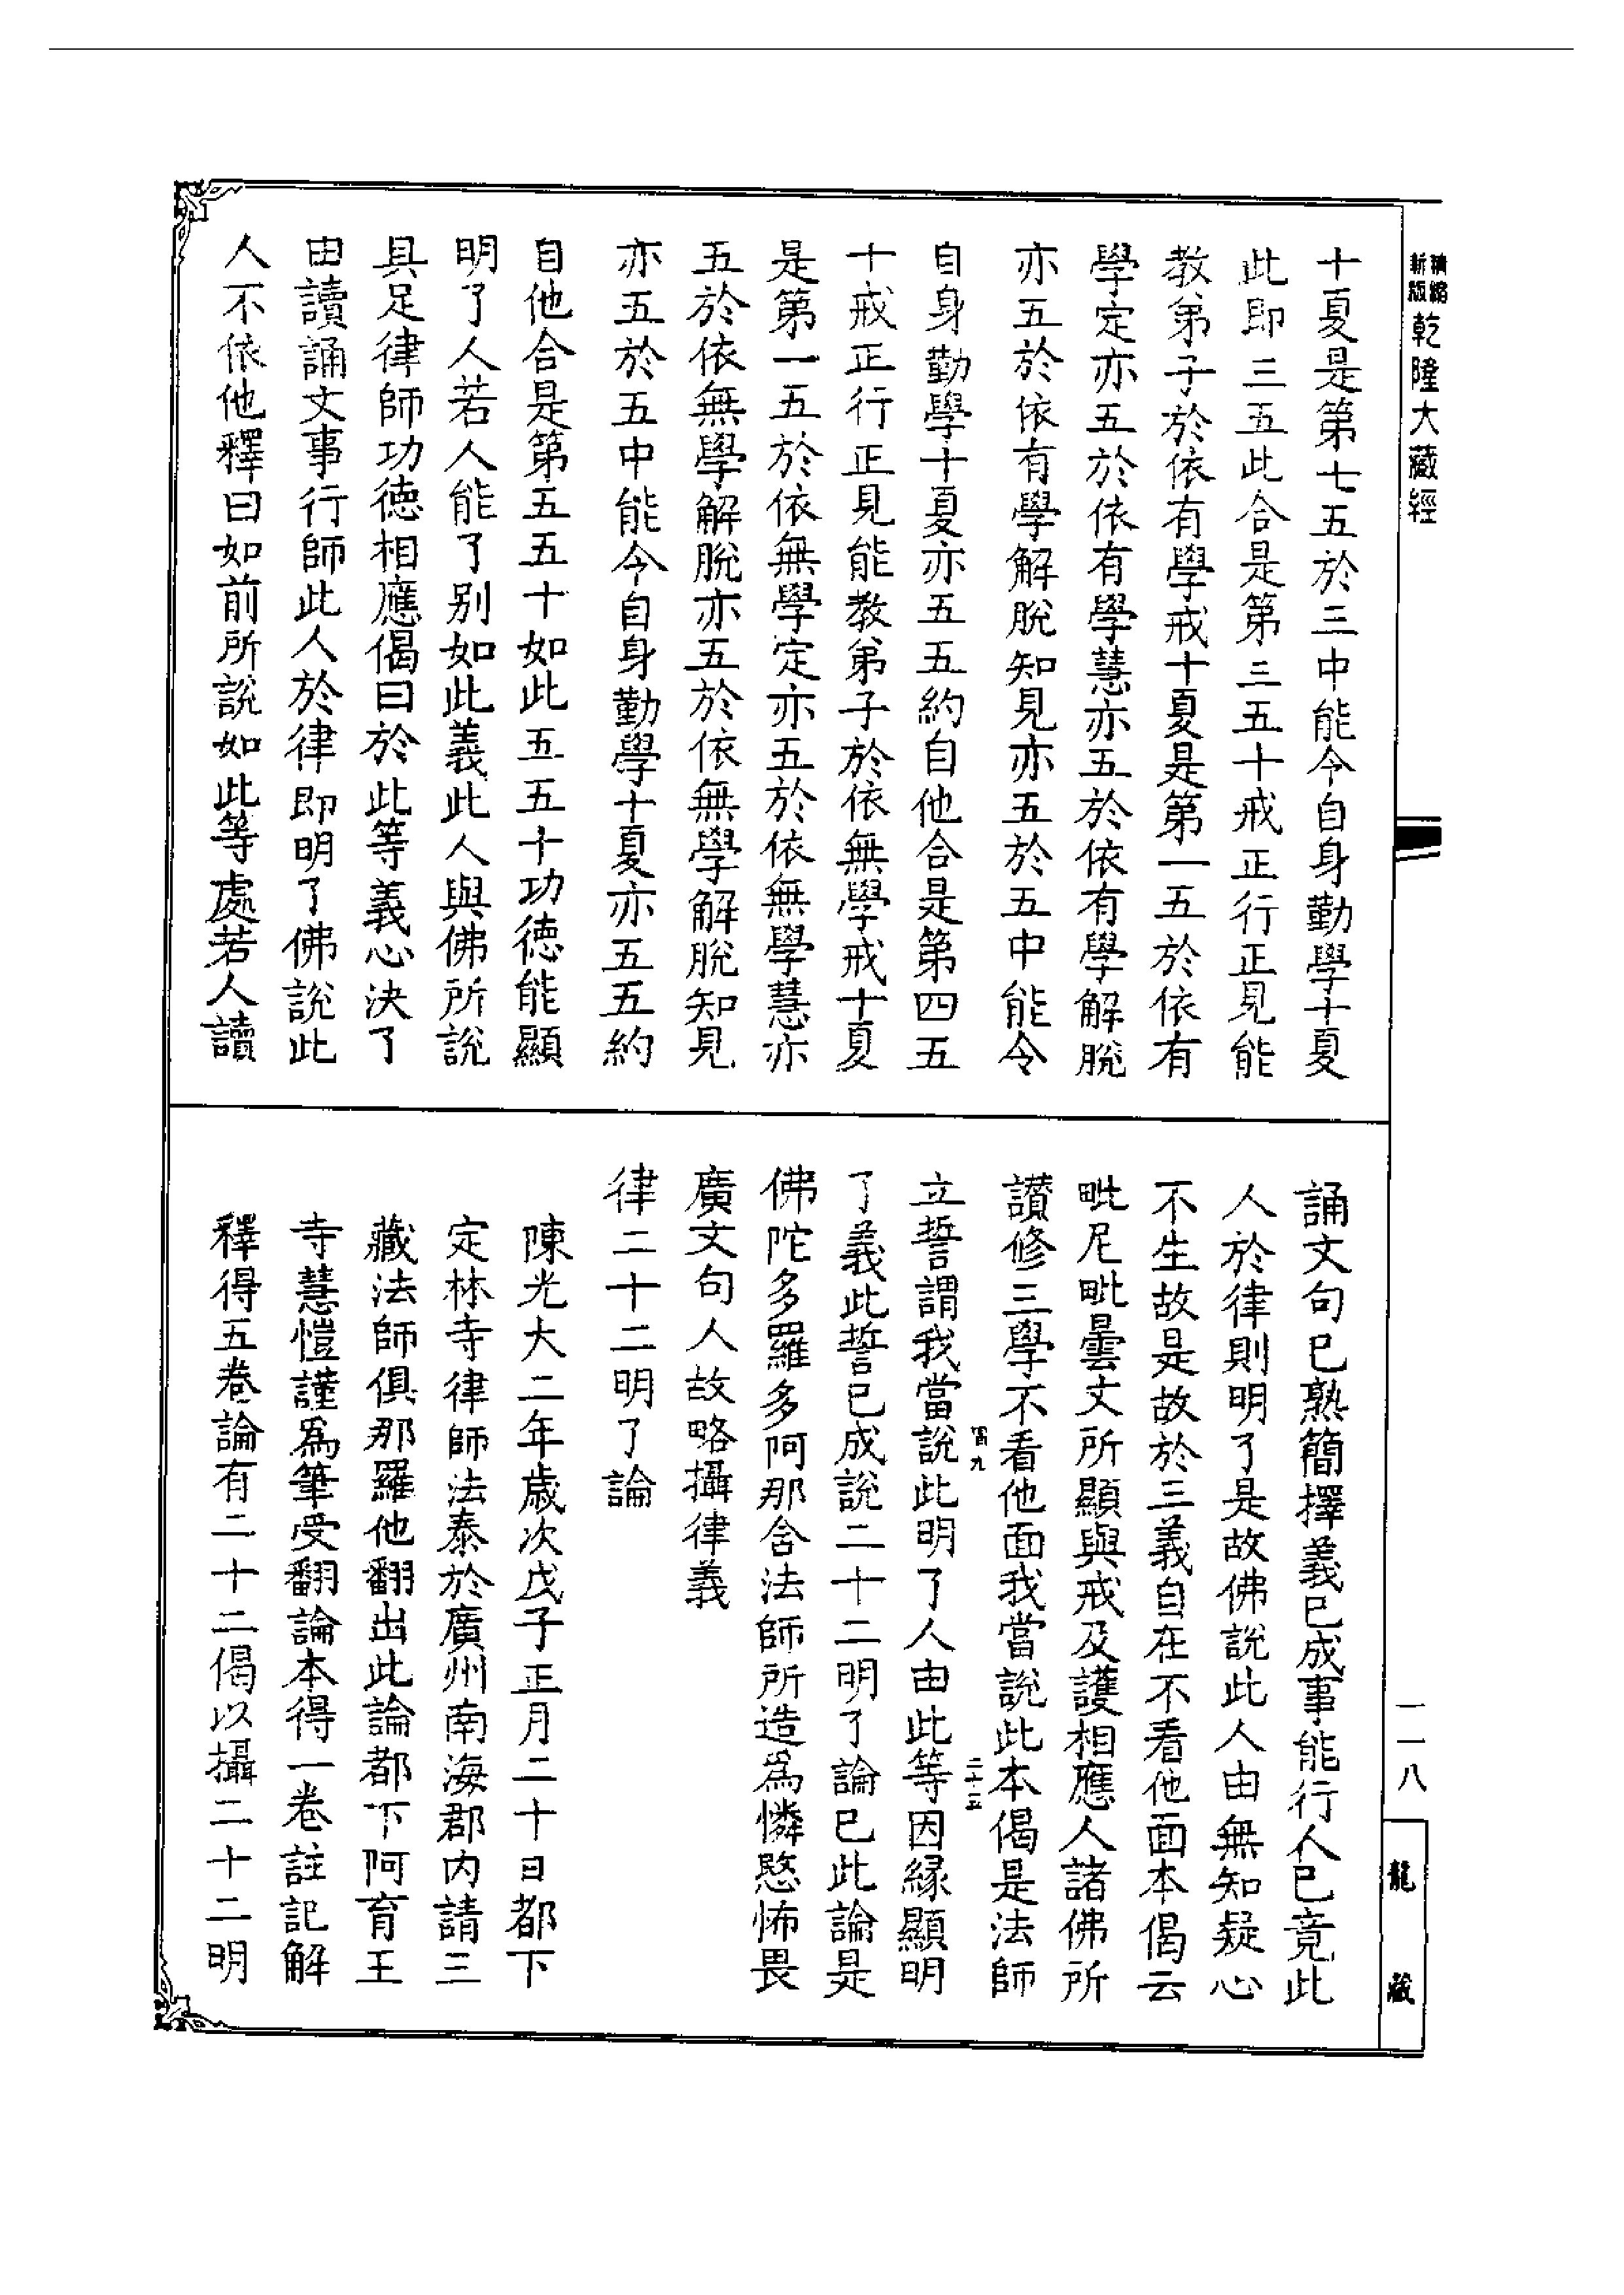 精縮新版乾隆大藏經
十夏是第七五於三中能令自身勤學十夏
此即三五此合是第三五十戒正行正見能
教弟子於依有學戒十夏是第一五於依有
學定亦五於依有學慧亦五於依有學解脫
亦五於依有學解脫知見亦五於五中能令
自身勤學十夏亦五五約自他合是第四五
十戒正行正見能教弟子於依無學戒十夏
是第一五於依無學定亦五於依無學慧亦
五於依無學解脫亦五於依無學解脫知見
亦五於五中能令自身勤學十夏亦五五約
自他合是第五五十如此五五十功徳能顯
明了人若人能了别如此義此人與佛所說
具足律師功徳相應偈曰於此等義心决了
由讀誦文事行師此人於律即明了佛說此
人不依他釋曰如前所說如此等處若人讀
誦文句已熟簡擇義已成事能行人已竟此
人於律則明了是故佛說此人由無知疑心
不生故是故於三義自在不看他面本偈云
毗尼毗曇文所顯與戒及護相應人諸佛所
讃修三學不看他面我當說此本偈是法師
立誓謂我當說此明了人由此等因緣顯明
了義此誓已成說二十二明了論已此論是
佛陀多羅多阿那含法師所造爲憐愍怖畏
廣文句人故略攝律義
律二十二明了論
陳光大二年歲次戊子正月二十日都下
定林寺律師法泰於廣州南海郡内請三
藏法師俱那羅他翻出此論都下阿育王
寺慧愷謹爲筆受翻論本得一卷註記解
釋得五卷論有二十二偈以攝二十二明
二十五
一一八
龍藏